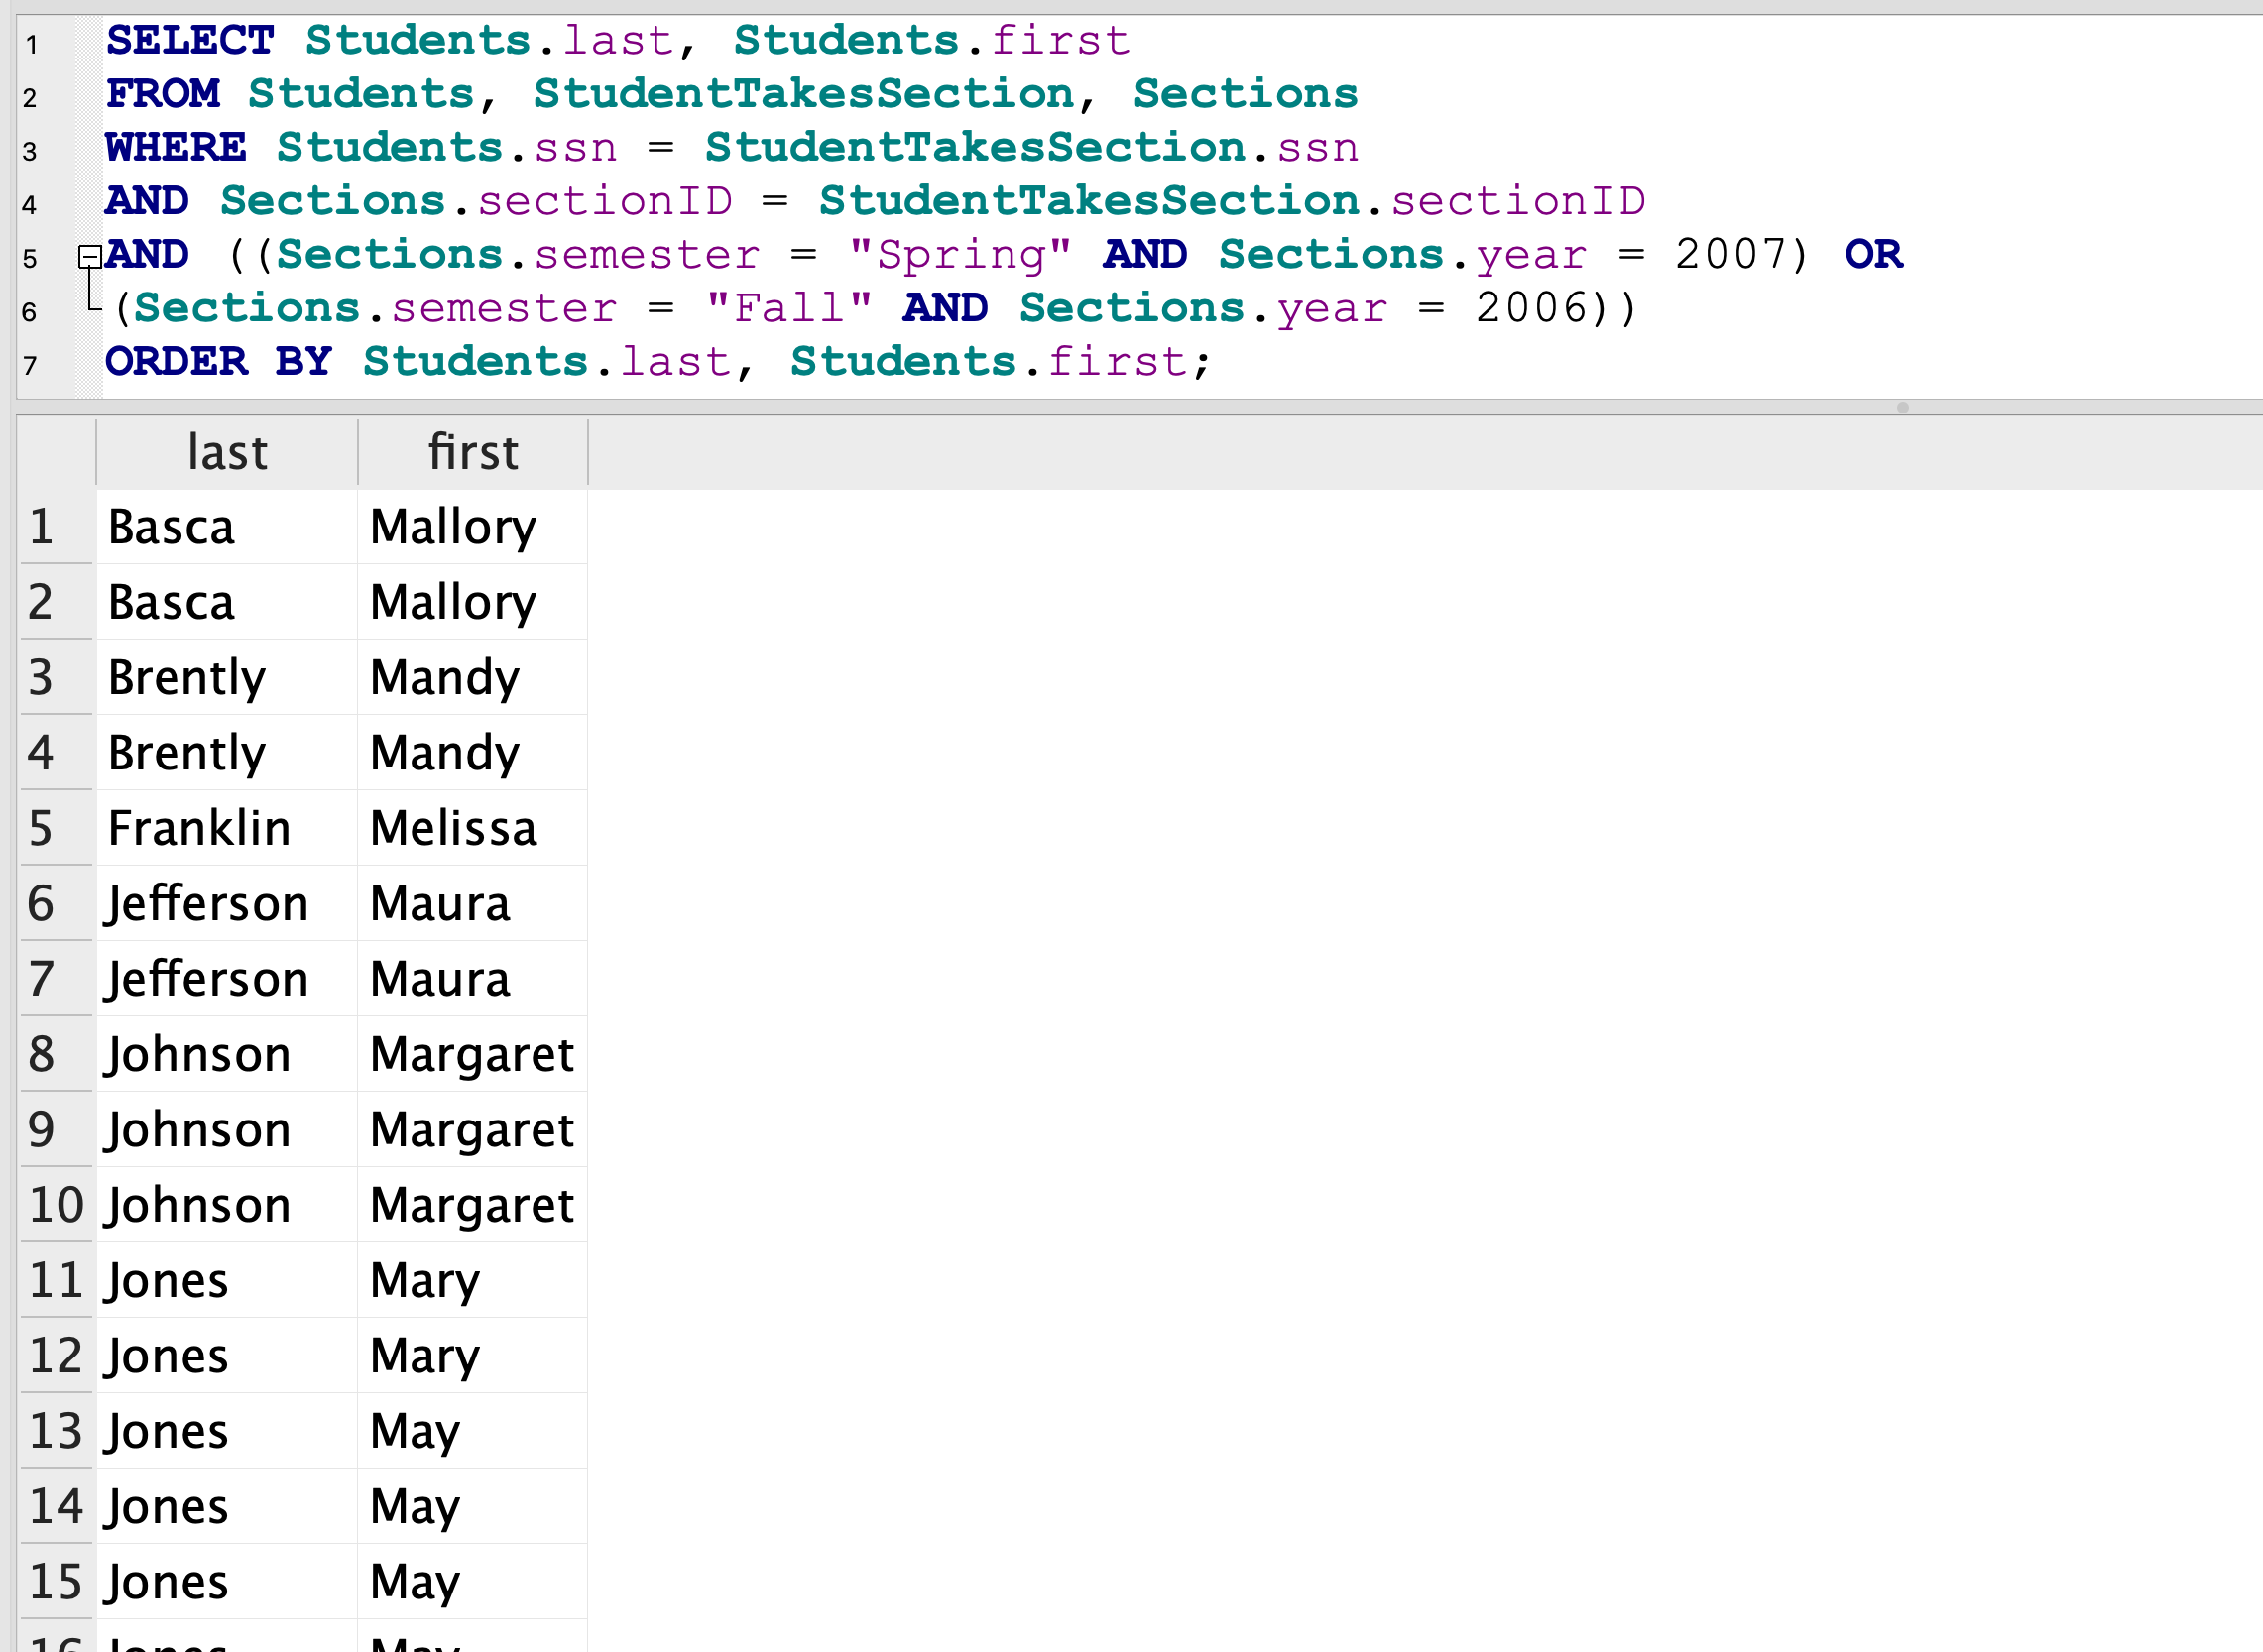 1 SELECT Students.last, Students.first
2 FROM Students, StudentTakesSection, Sections
3 WHERE Students.ssn = StudentTakesSection.ssn
4 AND Sections.sectionID = StudentTakesSection.sectionID
5 AND ((Sections.semester = "Spring" AND Sections.year = 2007) OR
6 (Sections.semester = "Fall" AND Sections.year = 2006))
7 ORDER BY Students.last, Students.first;
last first
1 Basca Mallory
2 Basca Mallory
3 Brently Mandy
4 Brently Mandy
5 Franklin Melissa
6 Jefferson Maura
7 Jefferson Maura
8 Johnson Margaret
9 Johnson Margaret
10 Johnson Margaret
11 Jones Mary
12 Jones Mary
13 Jones May
14 Jones May
15 Jones May
16 Jones May